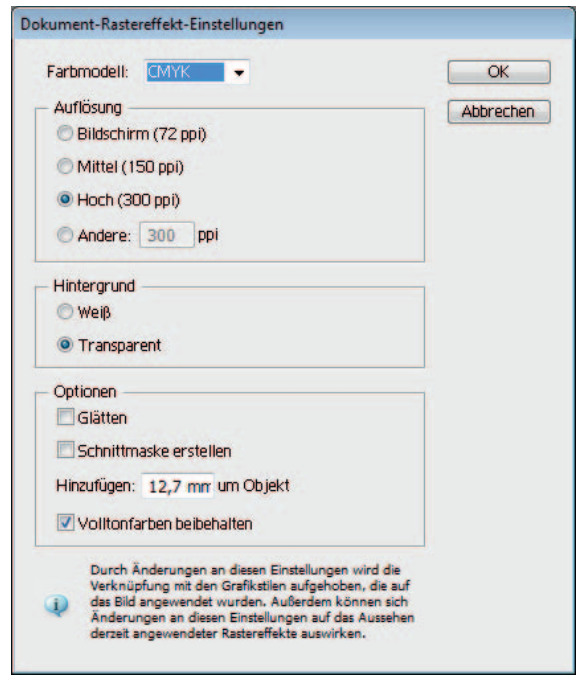 Dokument-Rastereffekt-Einstellungen
Farbmodell: CMYK
OK
Abbrechen
Auflösung
Bildschirm (72 ppi)
Mittel (150 ppi)
Hoch (300 ppi)
Andere: 300 ppi
Hintergrund
Weiß
Transparent
Optionen
Glätten
Schnittmaske erstellen
Hinzufügen: 12,7 mm um Objekt
Volltonfarben beibehalten
Durch Änderungen an diesen Einstellungen wird die
Verknüpfung mit den Grafikstilen aufgehoben, die auf
das Bild angewendet wurden. Außerdem können sich
Änderungen an diesen Einstellungen auf das Aussehen
derzeit angewendeter Rastereffekte auswirken.